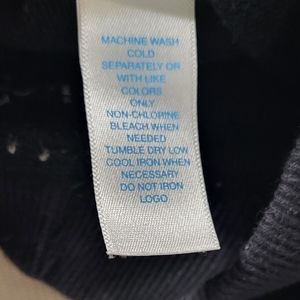 MACHINE WASH
COLD
SEPARATELY OR
WITH LIKE
COLORS
ONLY
NON-CHLORINE
BLEACH WHEN
NEEDED
TUMBLE DRY LOW
COOL IRON WHEN
NECESSARY
DO NOT IRON
LOGO